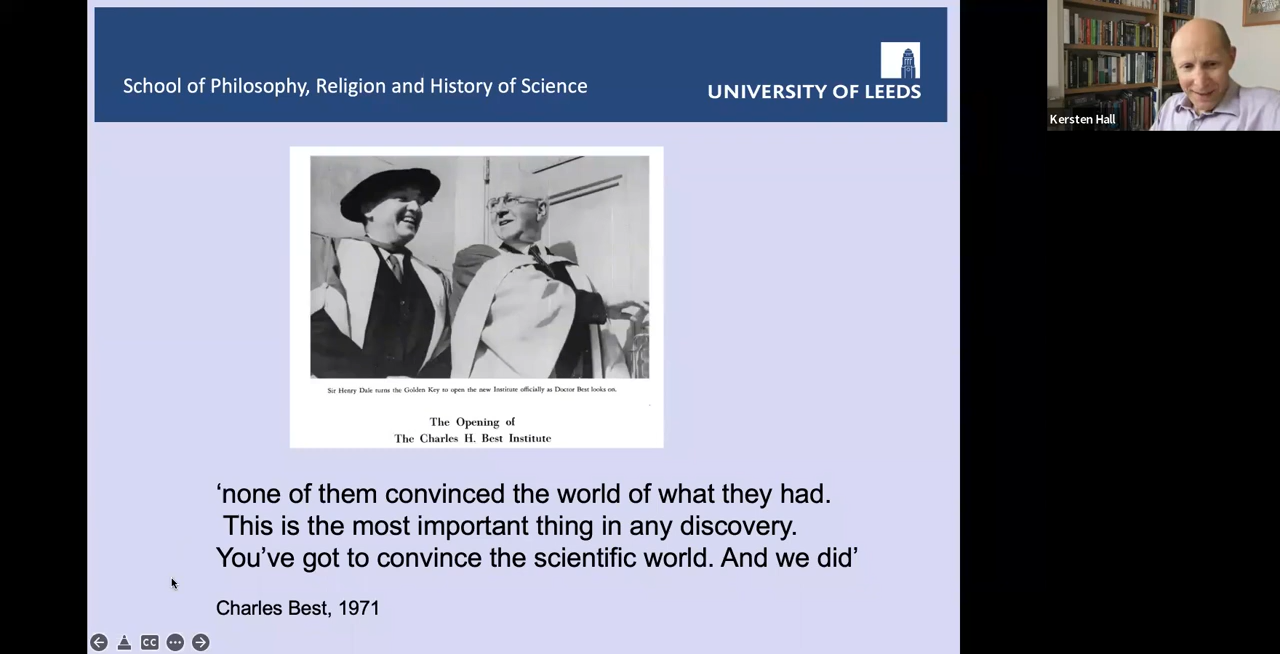 School of Philosophy, Religion and History of Science
UNIVERSITY OF LEEDS
Kersten Hall
Sir Henry Dale turns the Golden Key to open the new Institute officially as Doctor Best looks on.
The Opening of
The Charles H. Best Institute
‘none of them convinced the world of what they had.
This is the most important thing in any discovery.
You’ve got to convince the scientific world. And we did’
Charles Best, 1971
CC